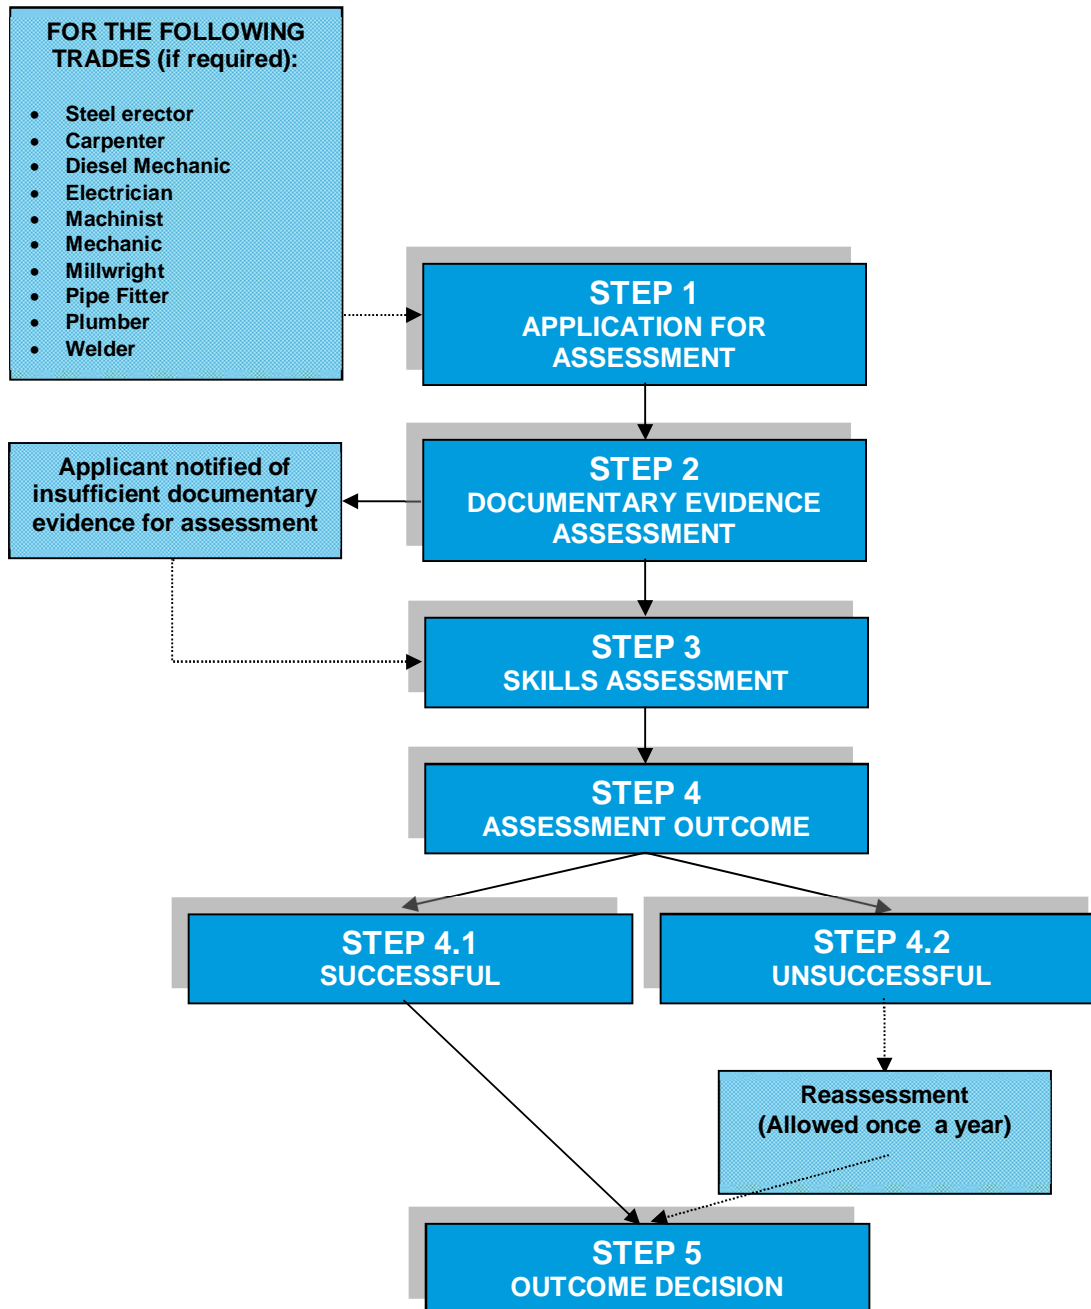 FOR THE FOLLOWING
TRADES (if required):
• Steel erector
• Carpenter
• Diesel Mechanic
• Electrician
• Machinist
• Mechanic
• Millwright
• Pipe Fitter
• Plumber
• Welder
STEP 1
APPLICATION FOR
ASSESSMENT
STEP 2
DOCUMENTARY EVIDENCE
ASSESSMENT
Applicant notified of
insufficient documentary
evidence for assessment
STEP 3
SKILLS ASSESSMENT
STEP 4
ASSESSMENT OUTCOME
STEP 4.1
SUCCESSFUL
STEP 4.2
UNSUCCESSFUL
Reassessment
(Allowed once a year)
STEP 5
OUTCOME DECISION